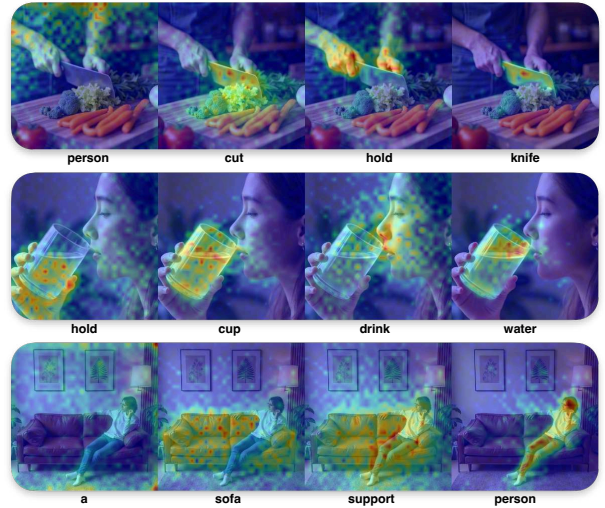 person cut hold knife
hold cup drink water
a sofa support person